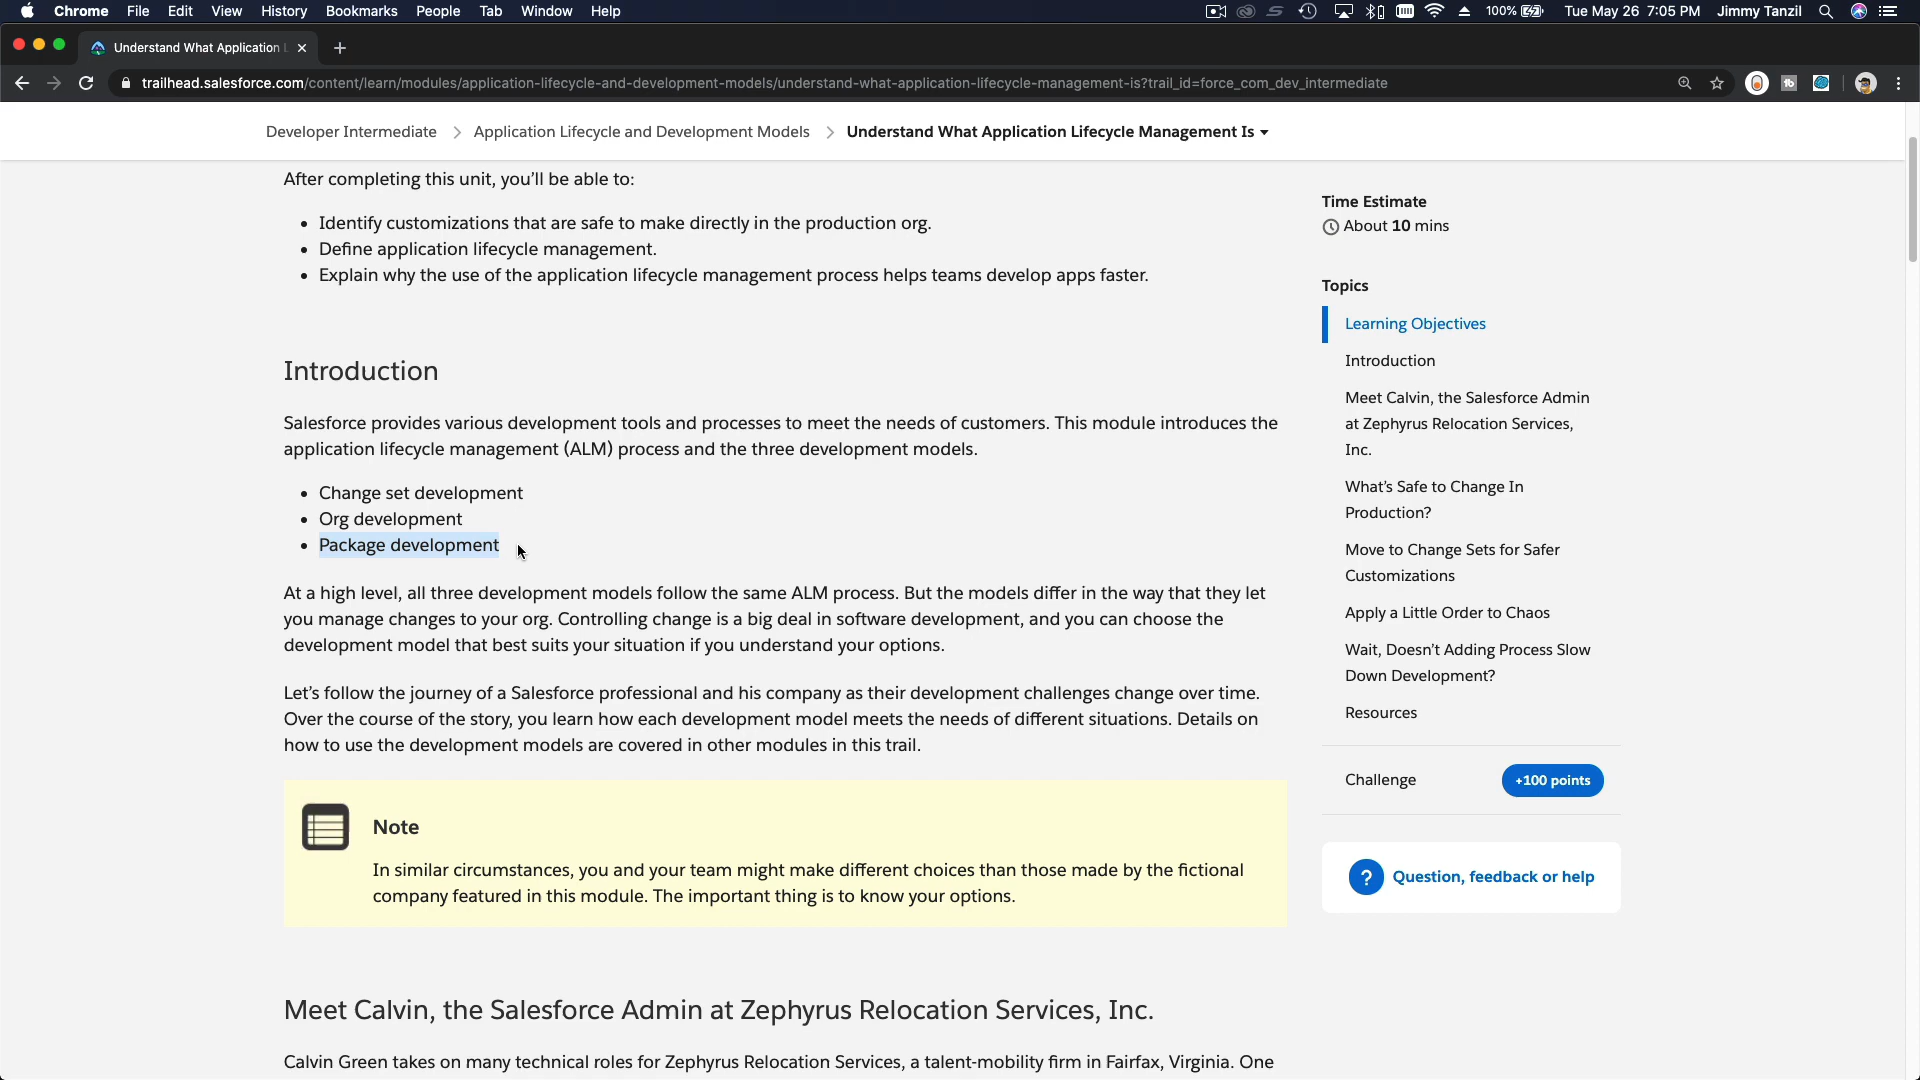 Chrome File Edit View History Bookmarks People Tab Window Help 100% Tue May 26 7:05 PM Jimmy Tanzil
Understand What Application L
trailhead.salesforce.com/content/learn/modules/application-lifecycle-and-development-models/understand-what-application-lifecycle-management-is?trail_id=force_com_dev_intermediate
Developer Intermediate > Application Lifecycle and Development Models > Understand What Application Lifecycle Management Is
After completing this unit, you'll be able to:
• Identify customizations that are safe to make directly in the production org.
• Define application lifecycle management.
• Explain why the use of the application lifecycle management process helps teams develop apps faster.
Introduction
Salesforce provides various development tools and processes to meet the needs of customers. This module introduces the
application lifecycle management (ALM) process and the three development models.
• Change set development
• Org development
• Package development
At a high level, all three development models follow the same ALM process. But the models differ in the way that they let
you manage changes to your org. Controlling change is a big deal in software development, and you can choose the
development model that best suits your situation if you understand your options.
Let's follow the journey of a Salesforce professional and his company as their development challenges change over time.
Over the course of the story, you learn how each development model meets the needs of different situations. Details on
how to use the development models are covered in other modules in this trail.
Note
In similar circumstances, you and your team might make different choices than those made by the fictional
company featured in this module. The important thing is to know your options.
Meet Calvin, the Salesforce Admin at Zephyrus Relocation Services, Inc.
Calvin Green takes on many technical roles for Zephyrus Relocation Services, a talent-mobility firm in Fairfax, Virginia. One
Time Estimate
About 10 mins
Topics
Learning Objectives
Introduction
Meet Calvin, the Salesforce Admin
at Zephyrus Relocation Services,
Inc.
What's Safe to Change In
Production?
Move to Change Sets for Safer
Customizations
Apply a Little Order to Chaos
Wait, Doesn't Adding Process Slow
Down Development?
Resources
Challenge +100 points
? Question, feedback or help